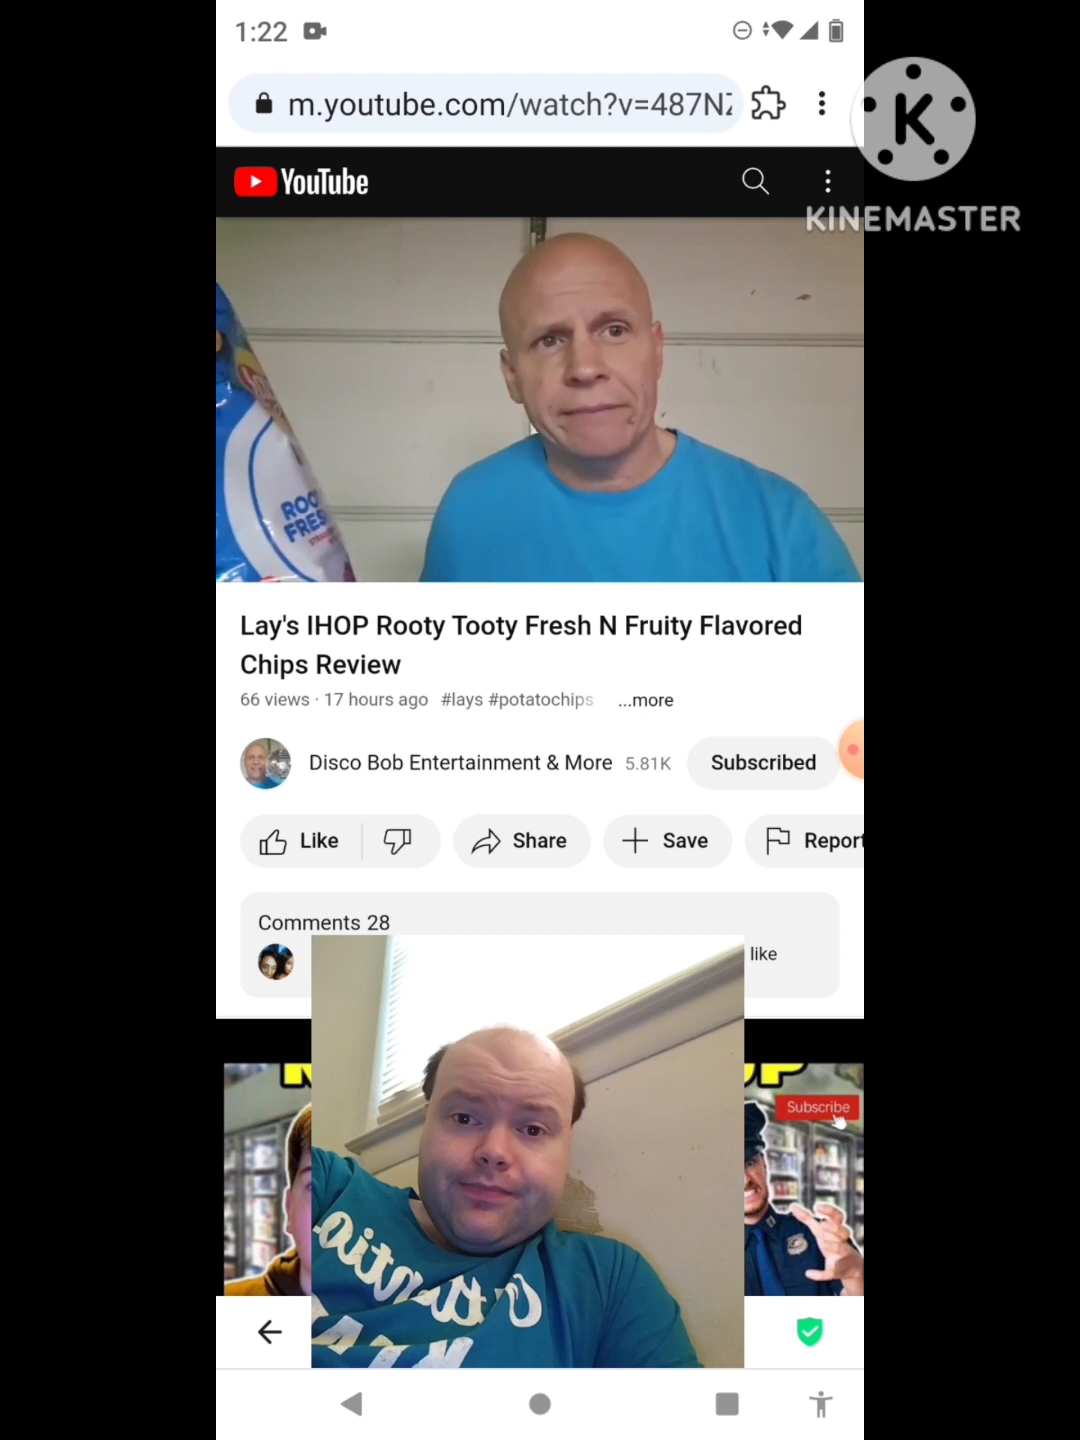 1:22
m.youtube.com/watch?v=487N
K
KINEMASTER
YouTube
ROO
FRES
Lay's IHOP Rooty Tooty Fresh N Fruity Flavored
Chips Review
66 views · 17 hours ago #lays #potatochips ...more
Disco Bob Entertainment & More 5.81K Subscribed
Like Share Save Report
Comments 28
like
Subscribe